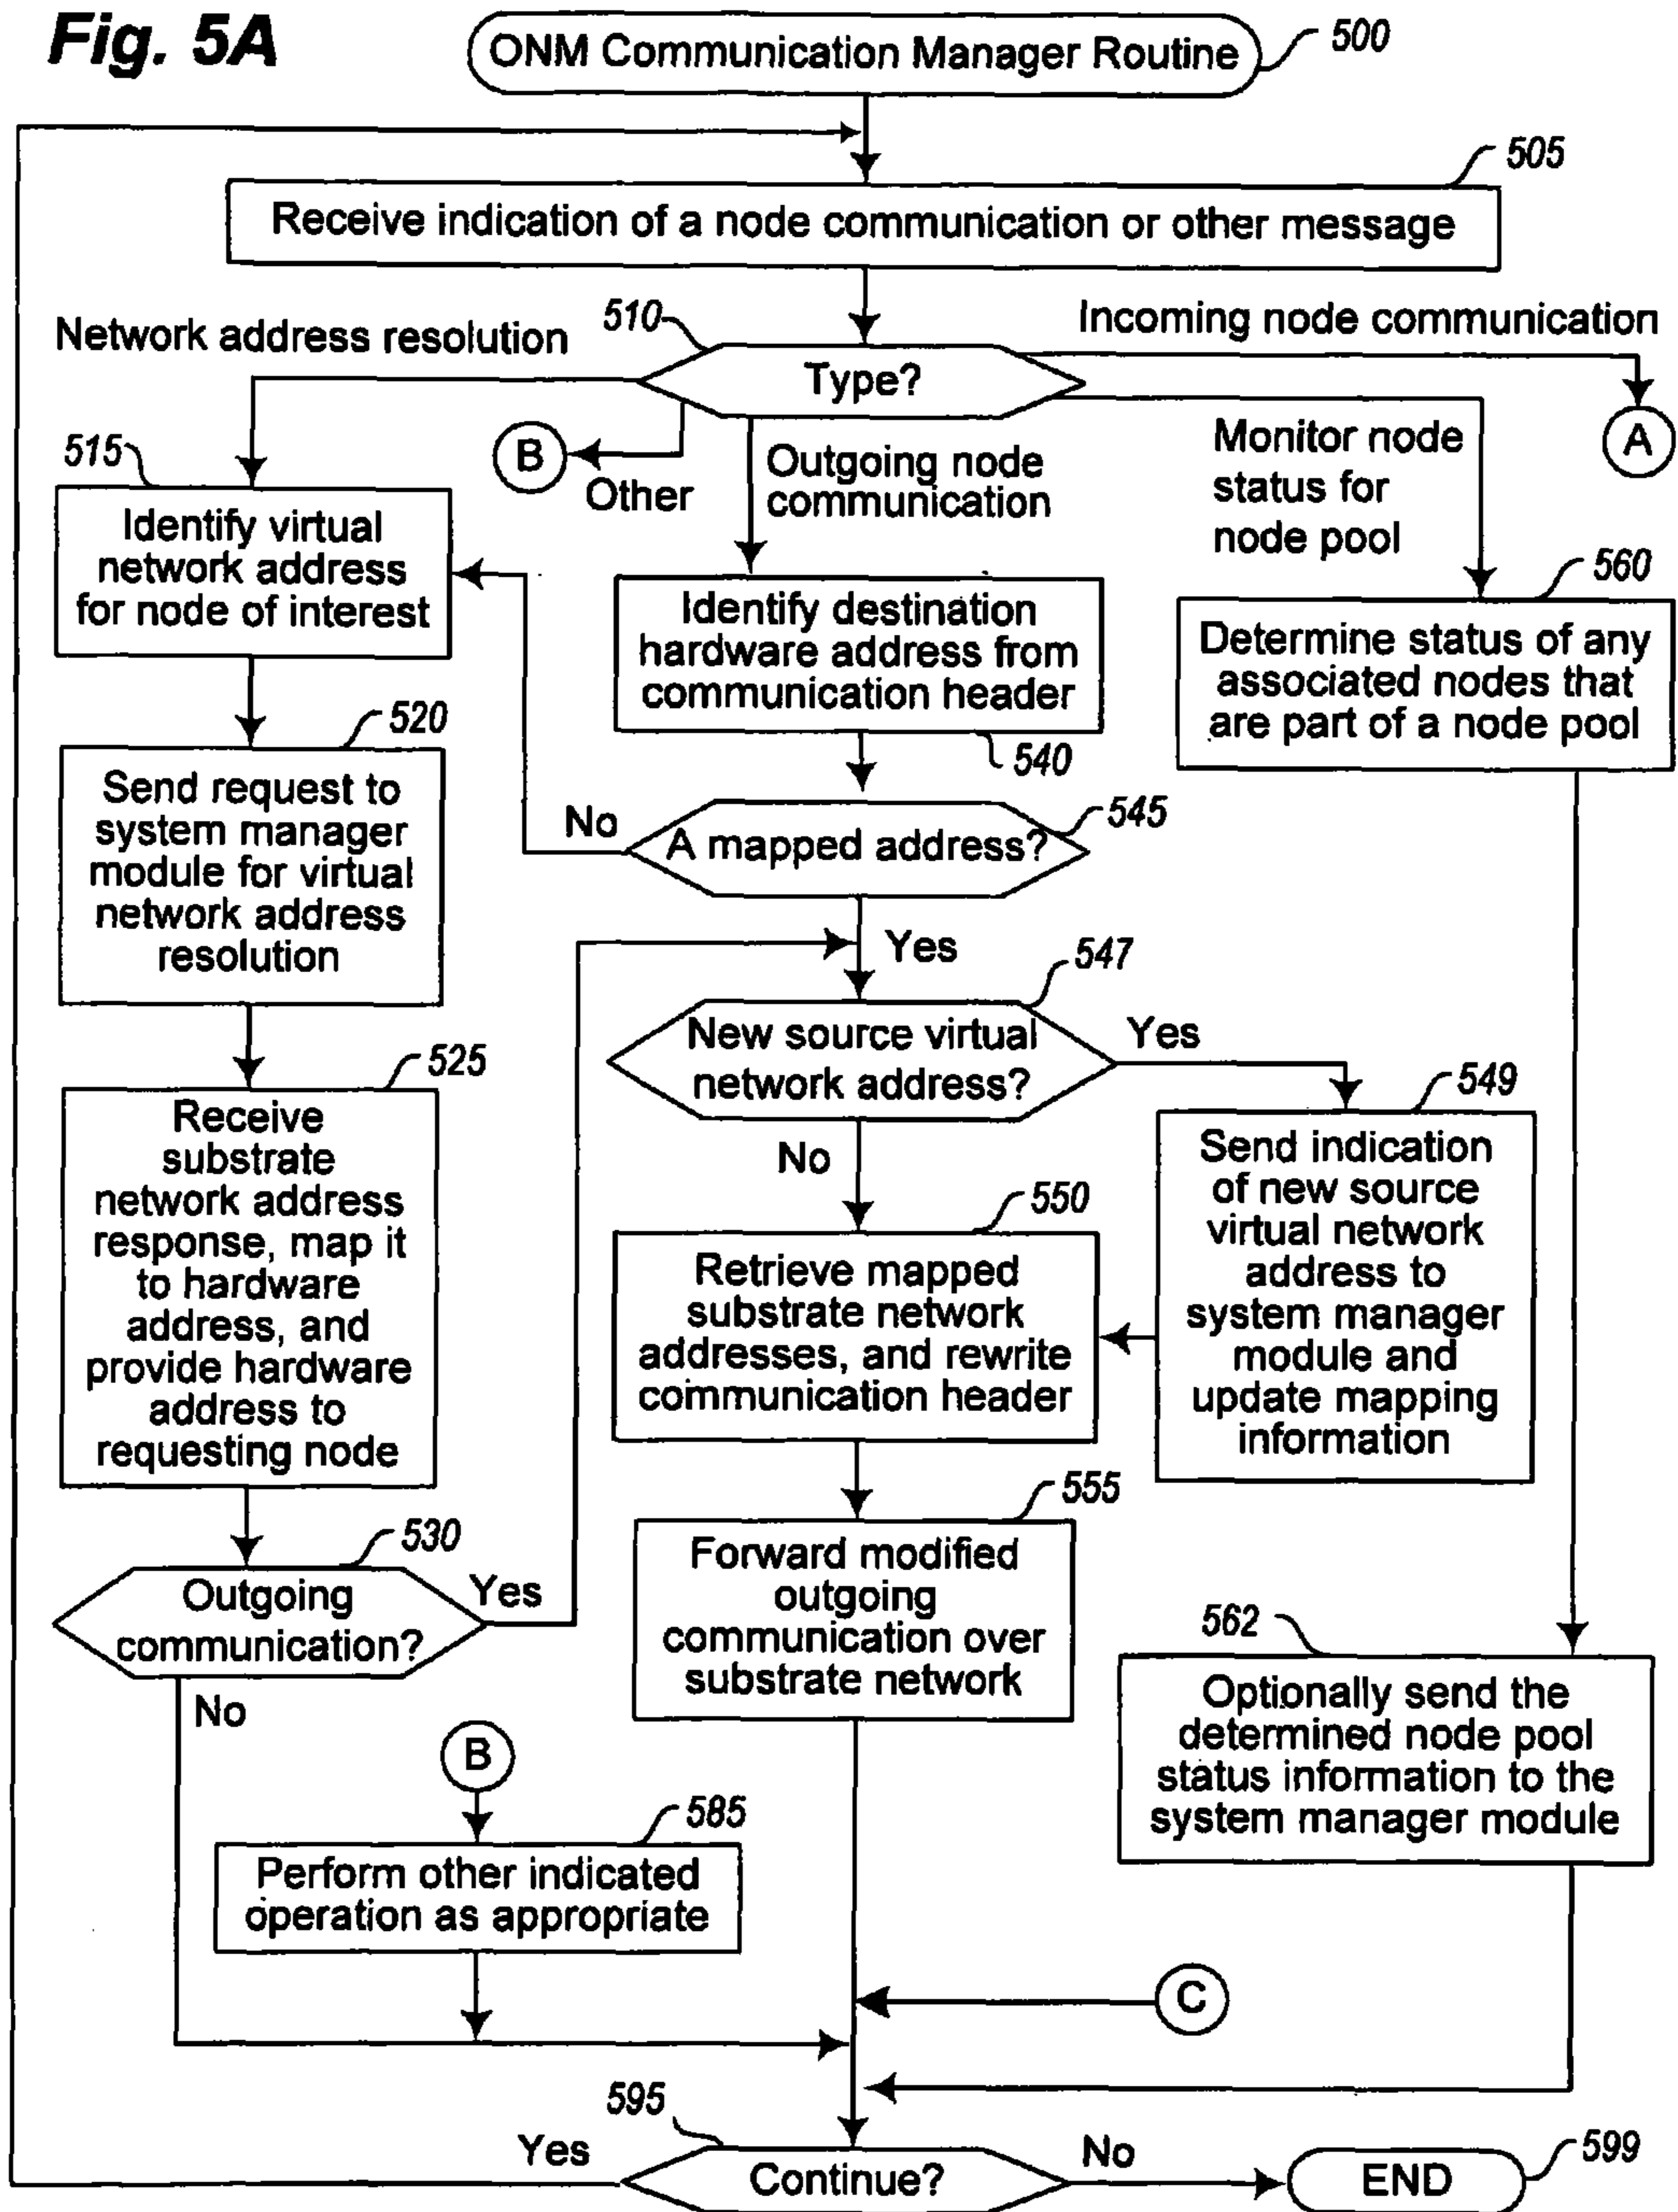 Fig. 5A
ONM Communication Manager Routine
500
505
Receive indication of a node communication or other message
Network address resolution
510
Type?
Incoming node communication
A
B
Other
Outgoing node
communication
Monitor node
status for
node pool
515
Identify virtual
network address
for node of interest
Identify destination
hardware address from
communication header
540
560
Determine status of any
associated nodes that
are part of a node pool
520
Send request to
system manager
module for virtual
network address
resolution
No
A mapped address?
545
Yes
547
New source virtual
network address?
Yes
No
549
Send indication
of new source
virtual network
address to
system manager
module and
update mapping
information
525
Receive
substrate
network address
response, map it
to hardware
address, and
provide hardware
address to
requesting node
550
Retrieve mapped
substrate network
addresses, and rewrite
communication header
530
Outgoing
communication?
Yes
No
555
Forward modified
outgoing
communication over
substrate network
562
Optionally send the
determined node pool
status information to the
system manager module
B
585
Perform other indicated
operation as appropriate
C
595
Yes
Continue?
No
END
599